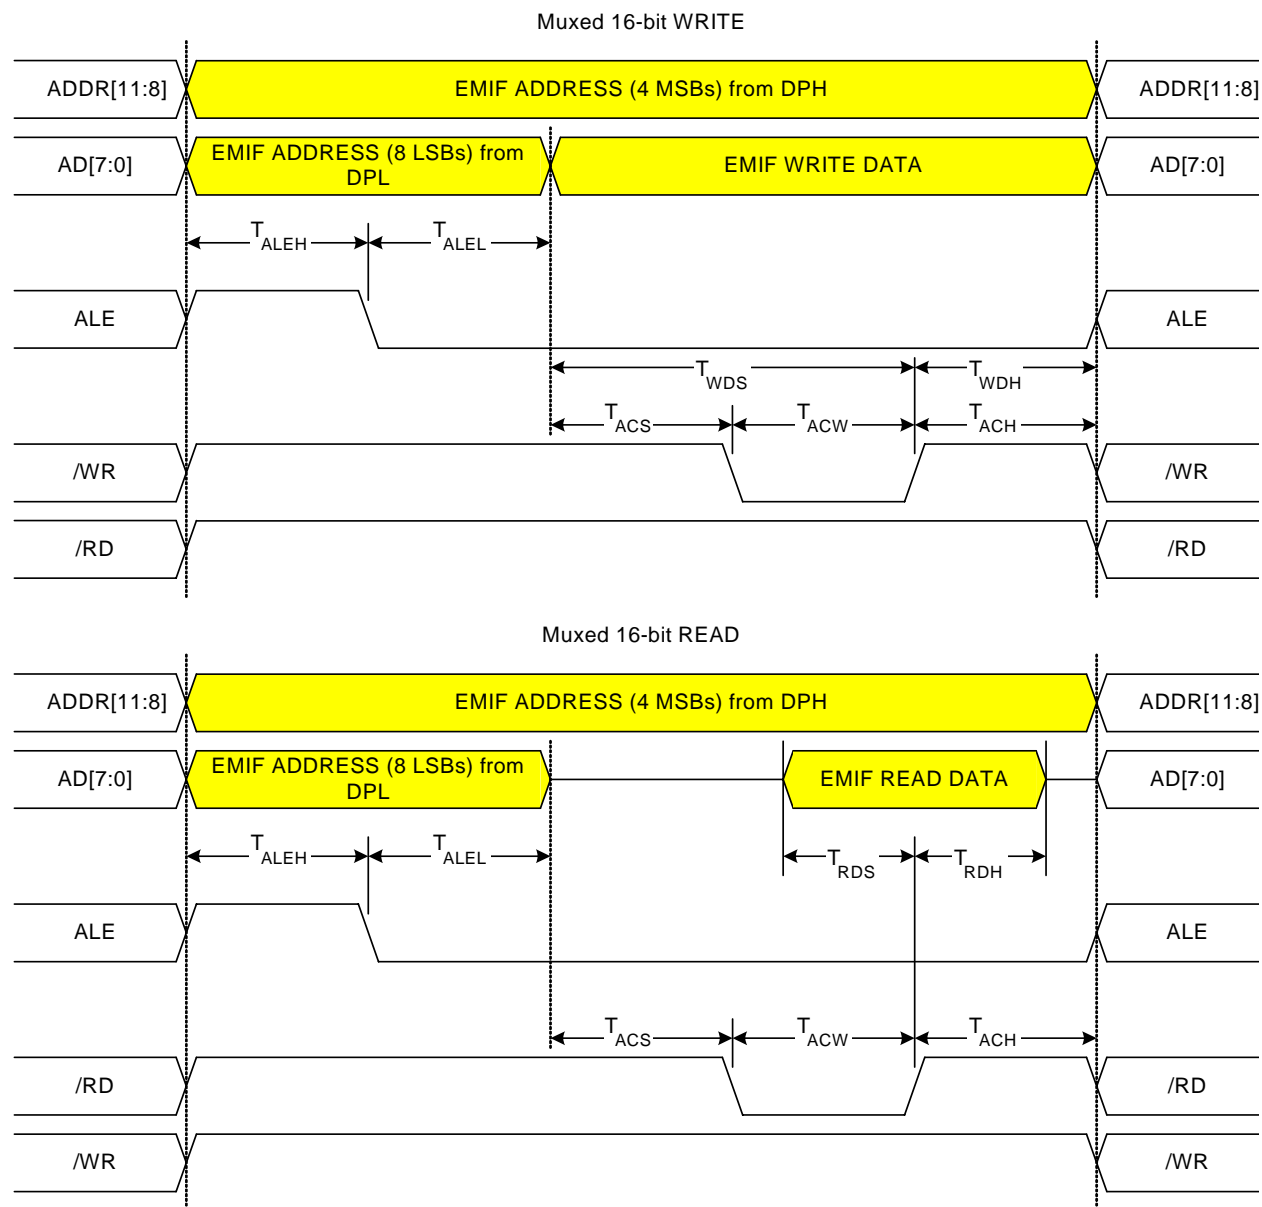 Muxed 16-bit WRITE
ADDR[11:8] EMIF ADDRESS (4 MSBs) from DPH ADDR[11:8]
AD[7:0] EMIF ADDRESS (8 LSBs) from DPL EMIF WRITE DATA AD[7:0]
TALEH TALEL
ALE ALE
TWDS TWDH
TACS TACW TACH
/WR /WR
/RD /RD
Muxed 16-bit READ
ADDR[11:8] EMIF ADDRESS (4 MSBs) from DPH ADDR[11:8]
AD[7:0] EMIF ADDRESS (8 LSBs) from DPL EMIF READ DATA AD[7:0]
TALEH TALEL TRDS TRDH
ALE ALE
TACS TACW TACH
/RD /RD
/WR /WR